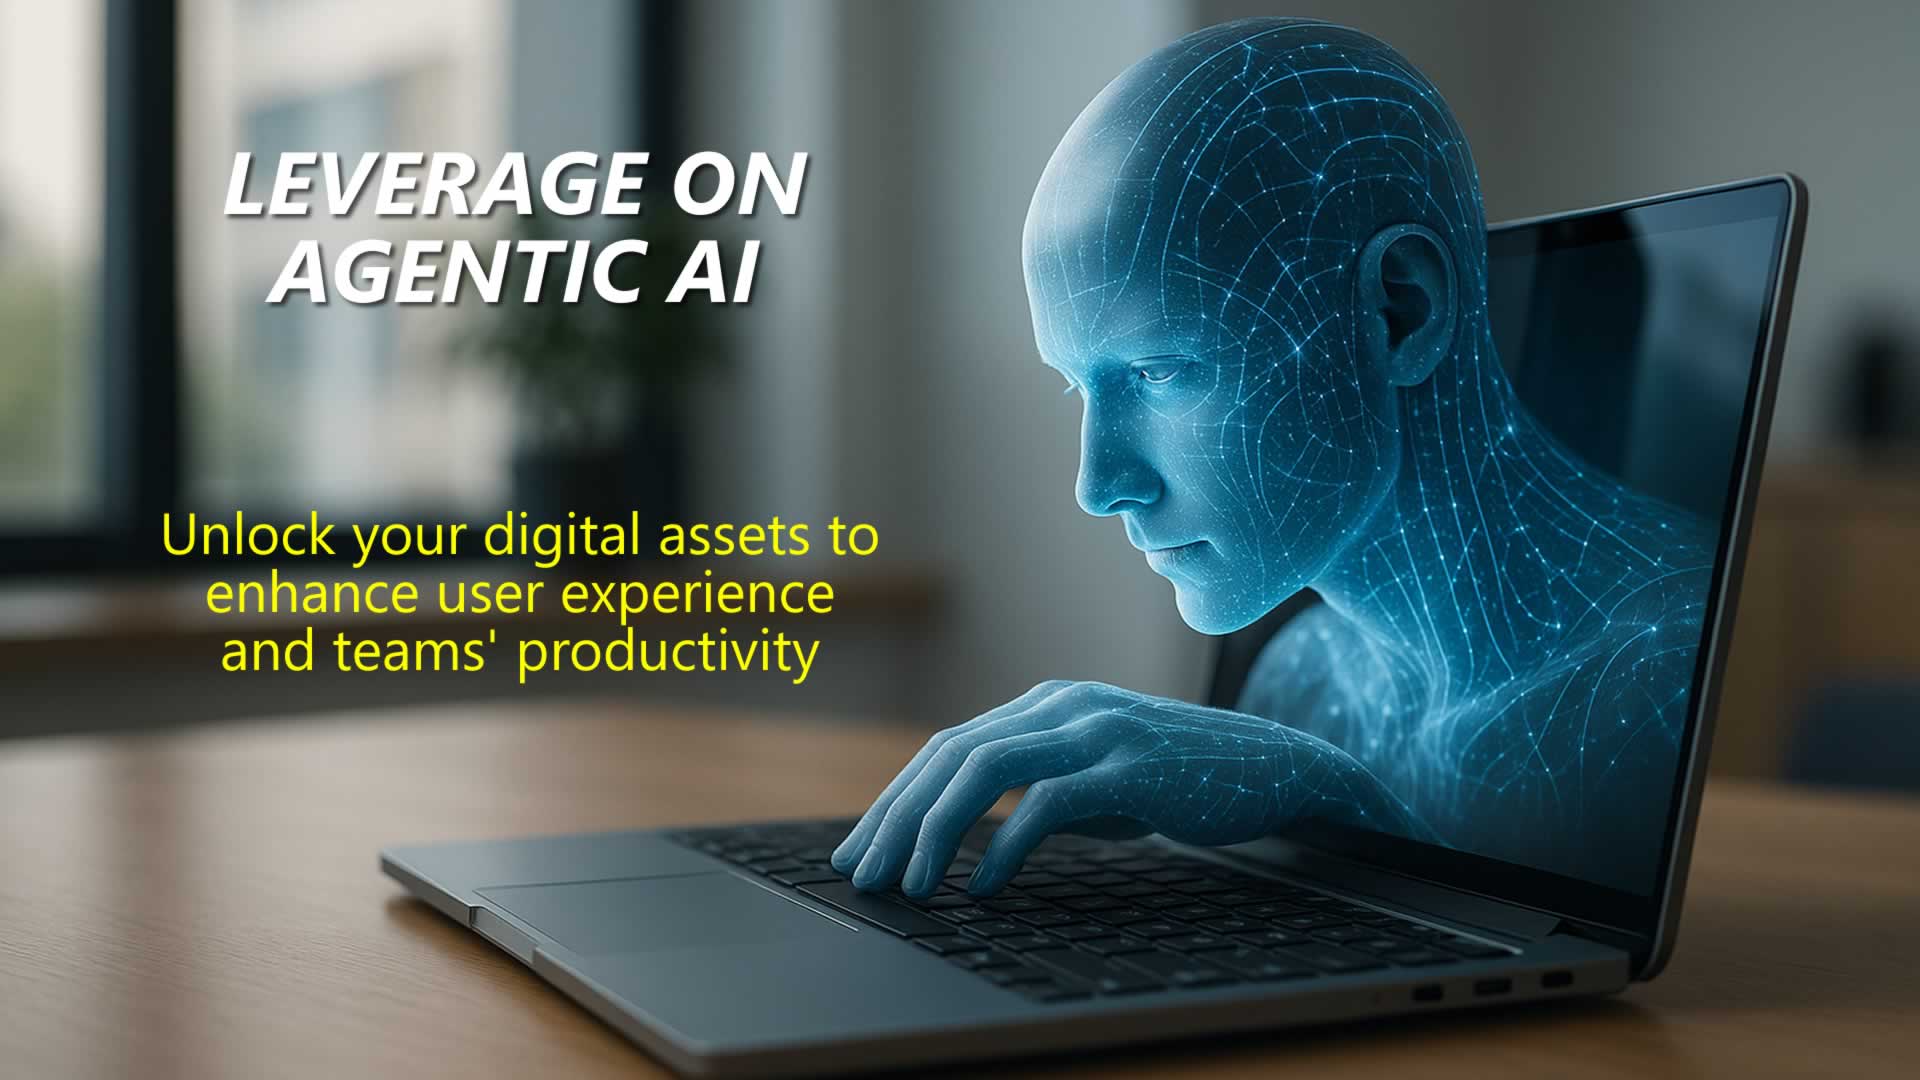 LEVERAGE ON
AGENTIC AI
Unlock your digital assets to
enhance user experience
and teams' productivity